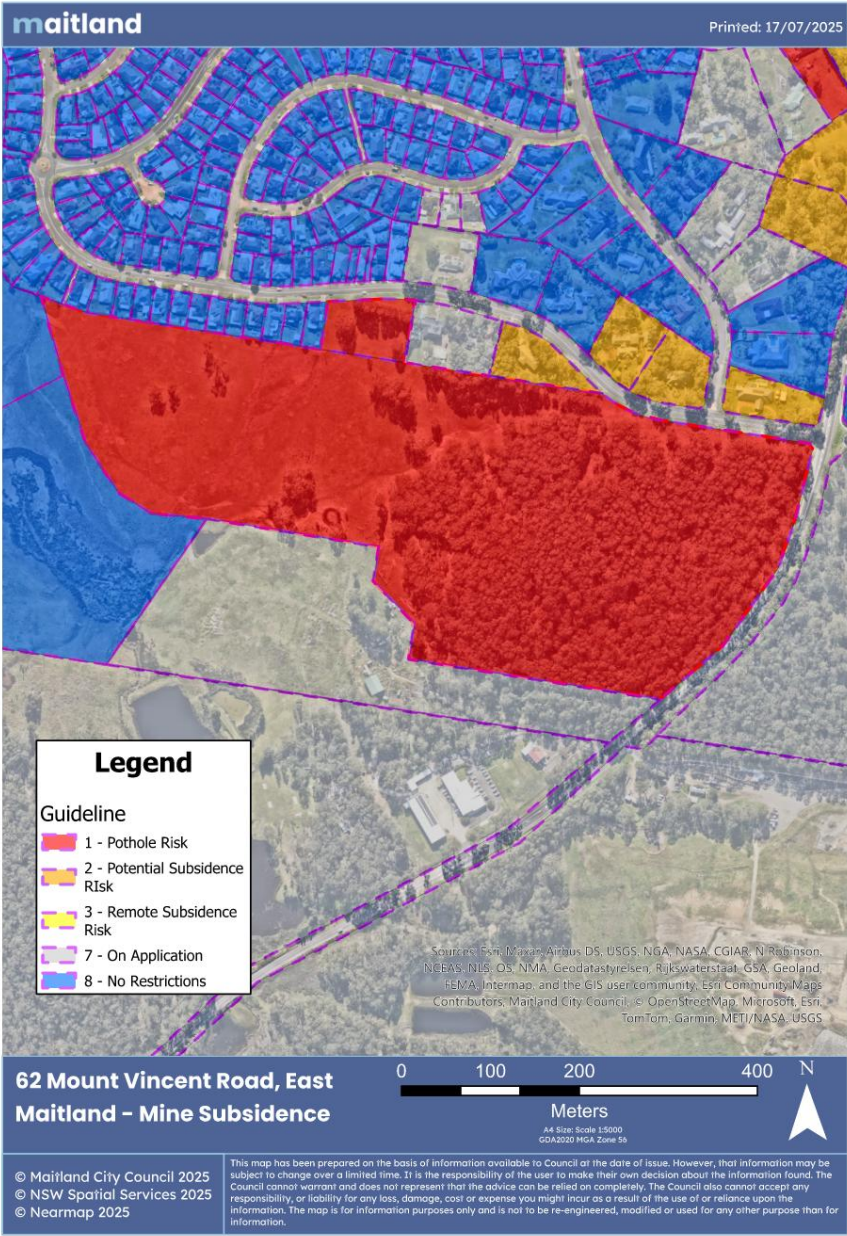 maitland
Printed: 17/07/2025
Legend
Guideline
1 - Pothole Risk
2 - Potential Subsidence
RIsk
3 - Remote Subsidence
Risk
7 - On Application
8 - No Restrictions
Sources: Esri, Maxar, Airbus DS, USGS, NGA, NASA, CGIAR, N Robinson,
NCEAS, NLS, OS, NMA, Geodatastyrelsen, Rijkswaterstaat, GSA, Geoland,
FEMA, Intermap, and the GIS user community, Esri Community Maps
Contributors, Maitland City Council, © OpenStreetMap, Microsoft, Esri,
TomTom, Garmin, METI/NASA, USGS
62 Mount Vincent Road, East
Maitland - Mine Subsidence
0 100 200 400
Meters
A4 Size: Scale 1:5000
GDA2020 MGA Zone 56
N
© Maitland City Council 2025
© NSW Spatial Services 2025
© Nearmap 2025
This map has been prepared on the basis of information available to Council at the date of issue. However, that information may be
subject to change over a limited time. It is the responsibility of the user to make their own decision about the information found. The
Council cannot warrant and does not represent that the advice can be relied on completely. The Council also cannot accept any
responsibility, or liability for any loss, damage, cost or expense you might incur as a result of the use of or reliance upon the
information. The map is for information purposes only and is not to be re-engineered, modified or used for any other purpose than for
information.